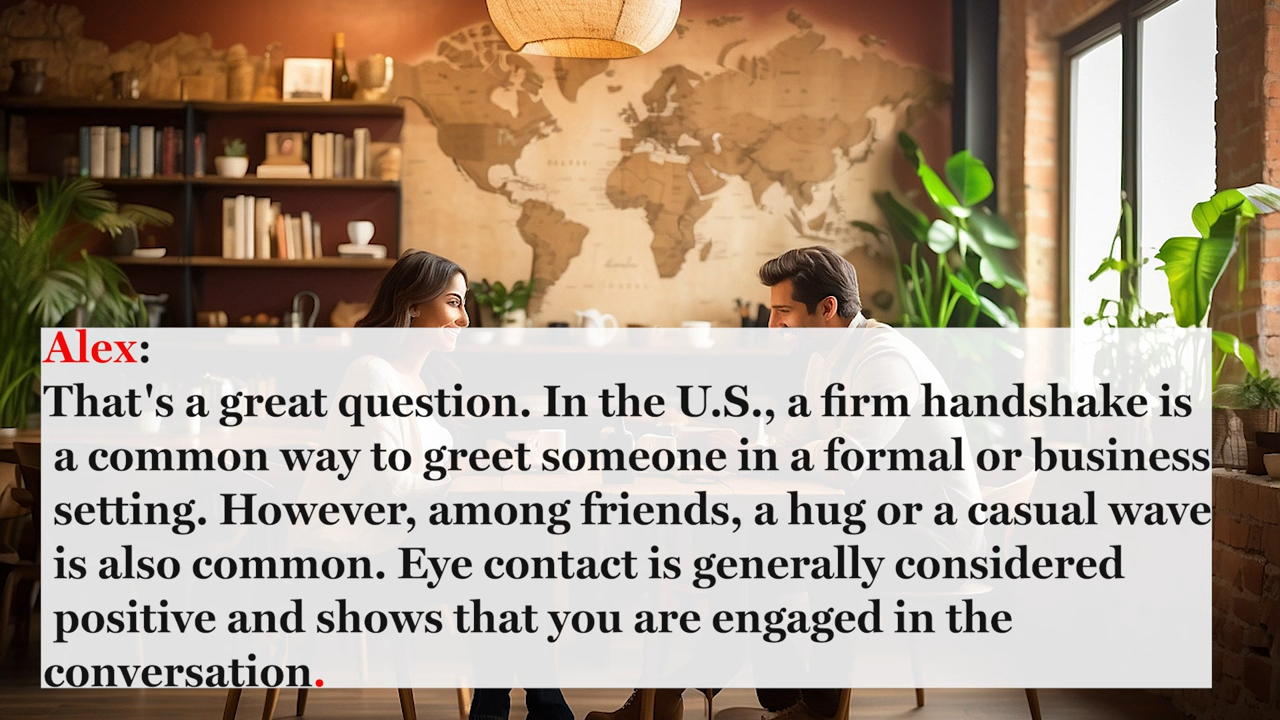 Alex:
That's a great question. In the U.S., a firm handshake is
a common way to greet someone in a formal or business
setting. However, among friends, a hug or a casual wave
is also common. Eye contact is generally considered
positive and shows that you are engaged in the
conversation.